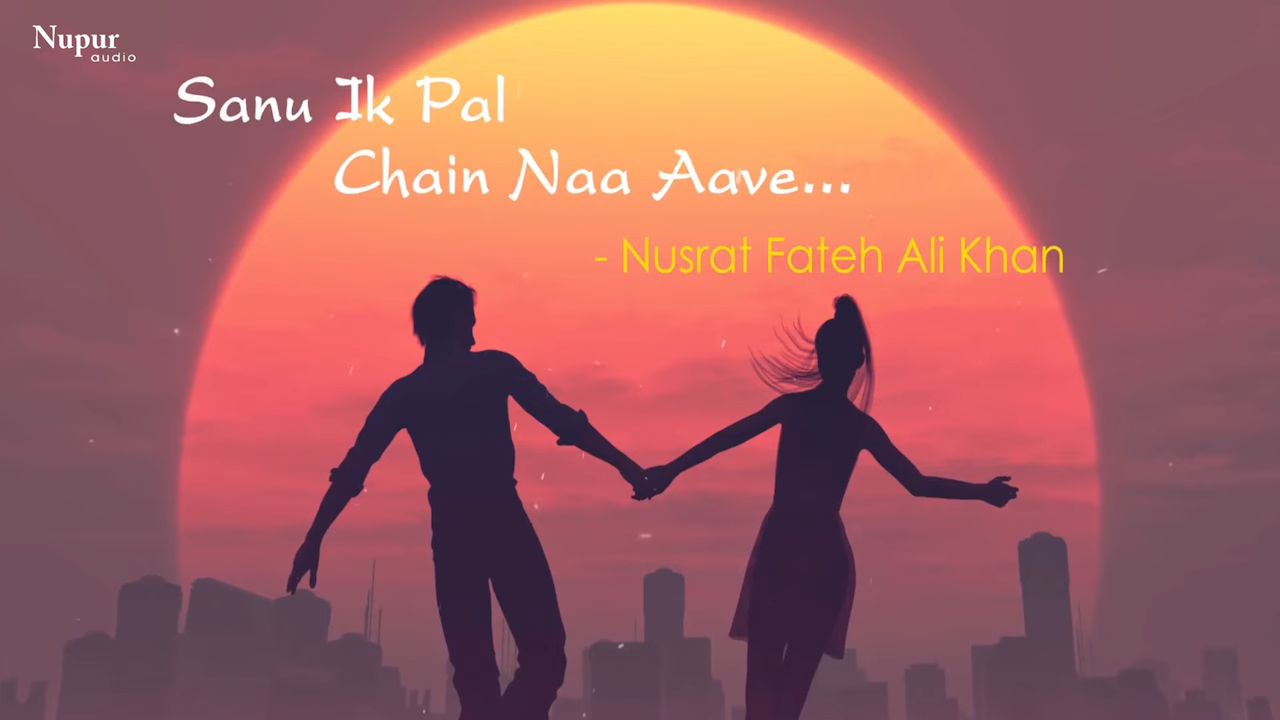 Nupur
audio
Sanu Ik Pal
Chain Naa Aave...
- Nusrat Fateh Ali Khan